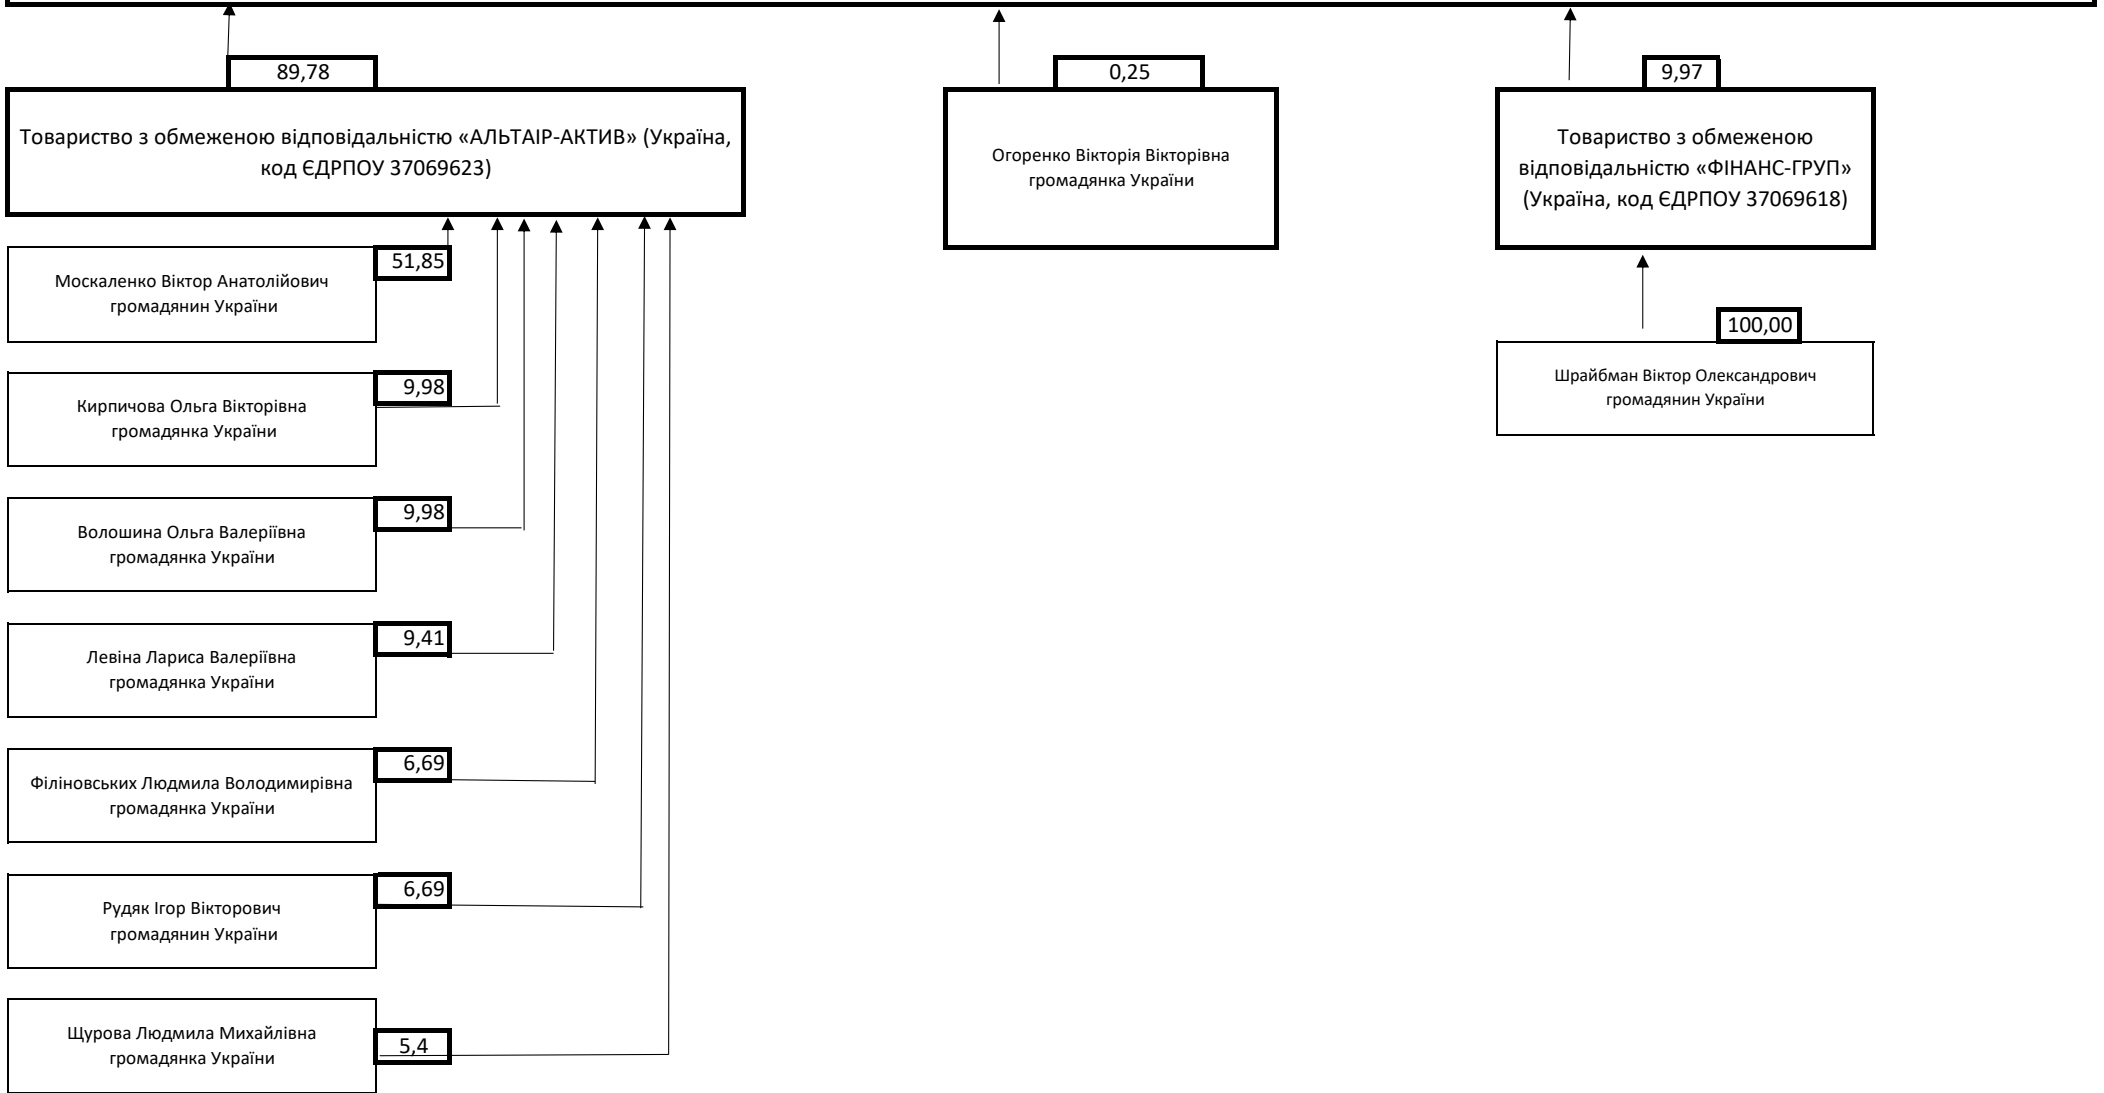 89,78
Товариство з обмеженою відповідальністю «АЛЬТАІР-АКТИВ» (Україна,
код ЄДРПОУ 37069623)
0,25
Огоренко Вікторія Вікторівна
громадянка України
9,97
Товариство з обмеженою
відповідальністю «ФІНАНС-ГРУП»
(Україна, код ЄДРПОУ 37069618)
51,85
Москаленко Віктор Анатолійович
громадянин України
100,00
Шрайбман Віктор Олександрович
громадянин України
9,98
Кирпичова Ольга Вікторівна
громадянка України
9,98
Волошина Ольга Валеріївна
громадянка України
9,41
Левіна Лариса Валеріївна
громадянка України
6,69
Філіновських Людмила Володимирівна
громадянка України
6,69
Рудяк Ігор Вікторович
громадянин України
Щурова Людмила Михайлівна
громадянка України
5,4